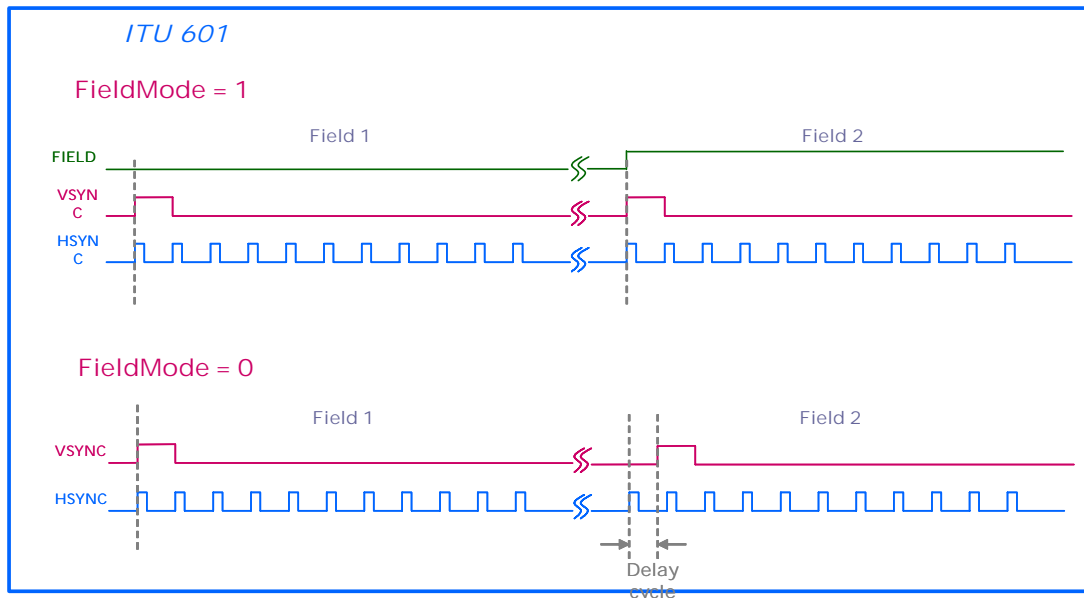 ITU 601
FieldMode = 1
Field 1
Field 2
FIELD
VSYN
C
HSYN
C
FieldMode = 0
Field 1
Field 2
VSYNC
HSYNC
Delay
cycle